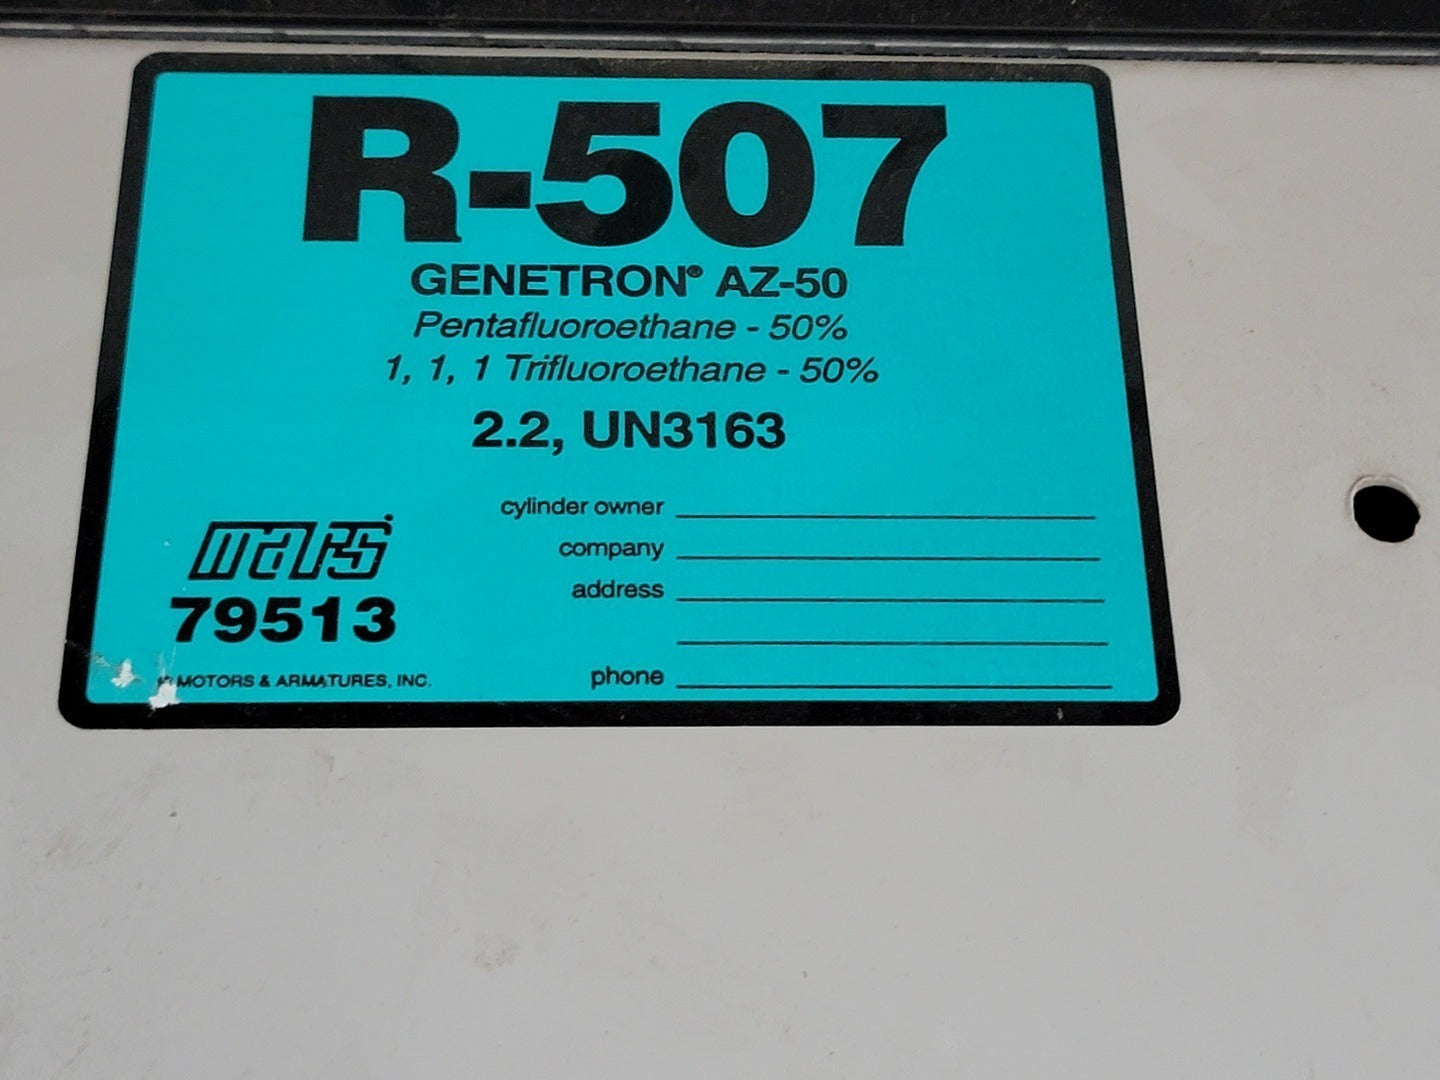 R-507
GENETRON® AZ-50
Pentafluoroethane - 50%
1, 1, 1 Trifluoroethane - 50%
2.2, UN3163
cylinder owner
company
address
phone
mars
79513
MOTORS & ARMATURES, INC.